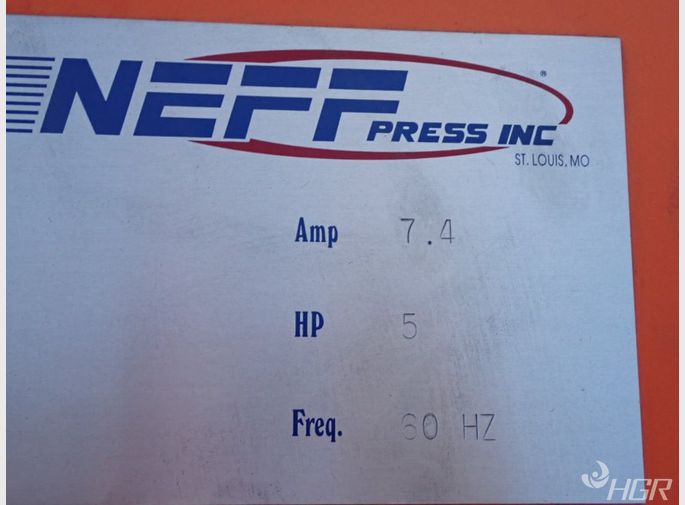 NEFF PRESS INC ®
ST. LOUIS, MO
Amp 7.4
HP 5
Freq. 60 HZ
HGR